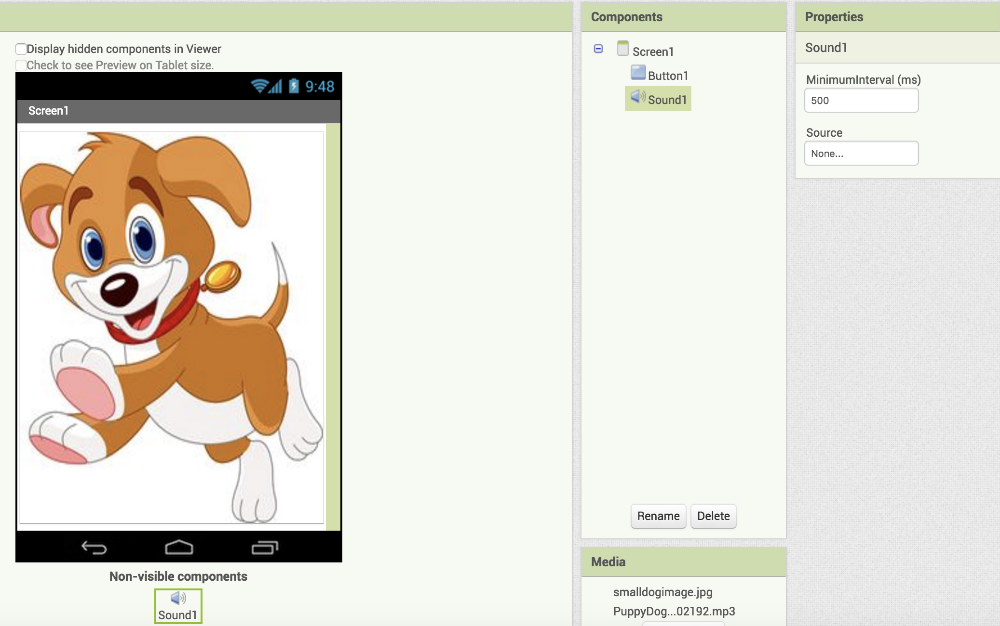 Display hidden components in Viewer
Check to see Preview on Tablet size.
9:48
Screen1
Non-visible components
Sound1
Components
Screen1
Button1
Sound1
Rename
Delete
Media
smalldogimage.jpg
PuppyDog...02192.mp3
Properties
Sound1
MinimumInterval (ms)
500
Source
None...